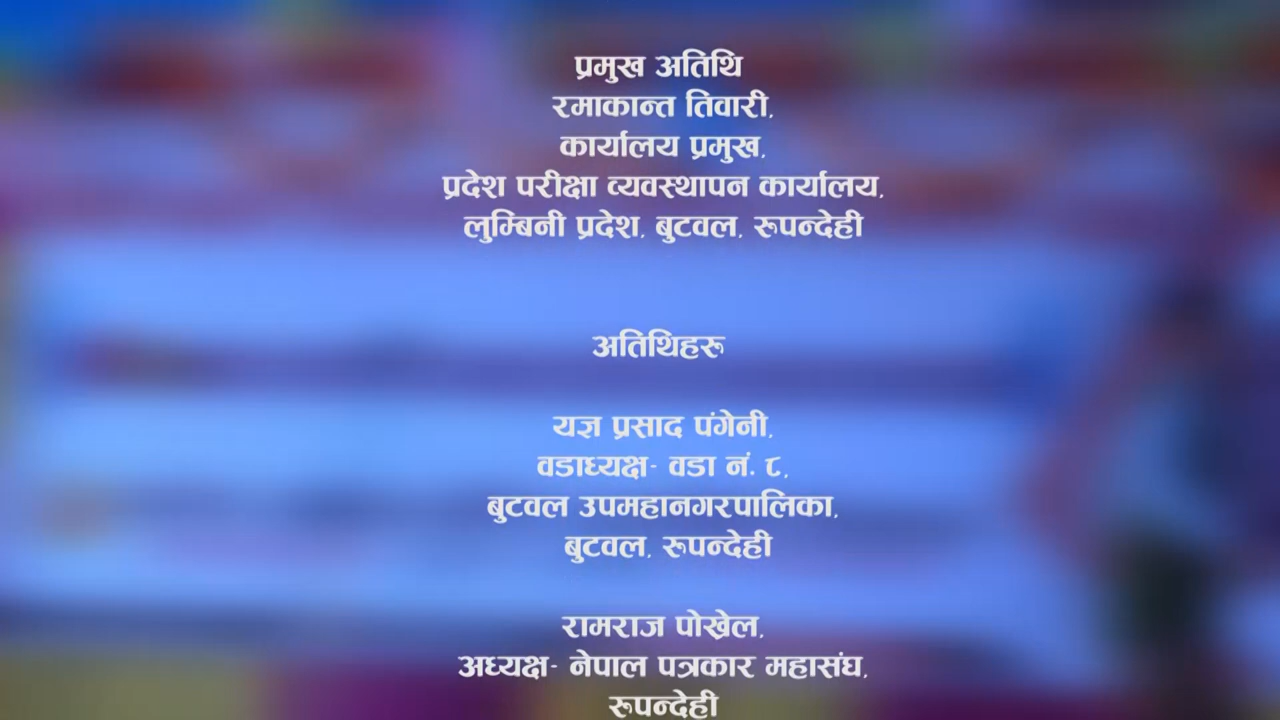 प्रमुख अतिथि
रमाकान्त तिवारी,
कार्यालय प्रमुख,
प्रदेश परीक्षा व्यवस्थापन कार्यालय,
लुम्बिनी प्रदेश, बुटवल, रुपन्देही
अतिथिहरू
यज्ञ प्रसाद पंगेनी,
वडाध्यक्ष- वडा नं. ८,
बुटवल उपमहानगरपालिका,
बुटवल, रुपन्देही
रामराज पोख्रेल,
अध्यक्ष- नेपाल पत्रकार महासंघ,
रुपन्देही